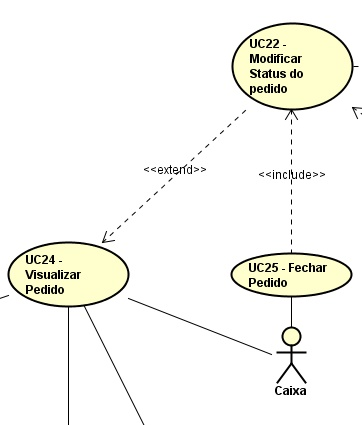 UC22 -
Modificar
Status do
pedido
<<extend>>
<<include>>
UC24 -
Visualizar
Pedido
UC25 - Fechar
Pedido
Caixa